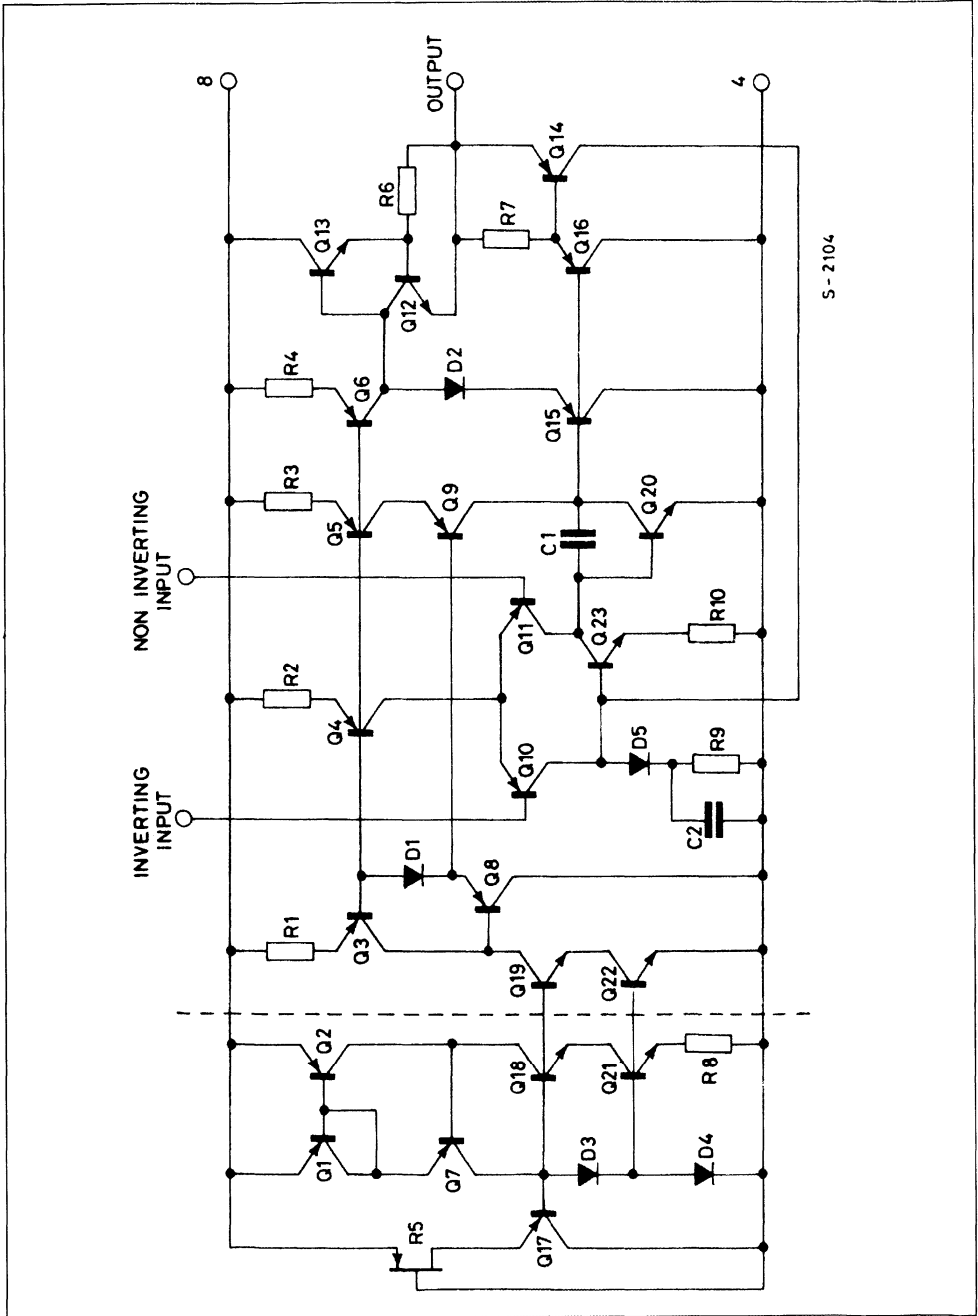 8
OUTPUT
4
Q13
R6
Q14
R7
Q16
Q12
S-2104
R4
Q6
D2
Q15
R3
Q5
Q9
Q20
C1
NON INVERTING
INPUT
Q11
Q23
R10
R2
Q4
Q10
D5
R9
C2
INVERTING
INPUT
D1
Q8
R1
Q3
Q19
Q22
Q2
Q18
Q21
R8
Q1
Q7
D3
D4
R5
Q17